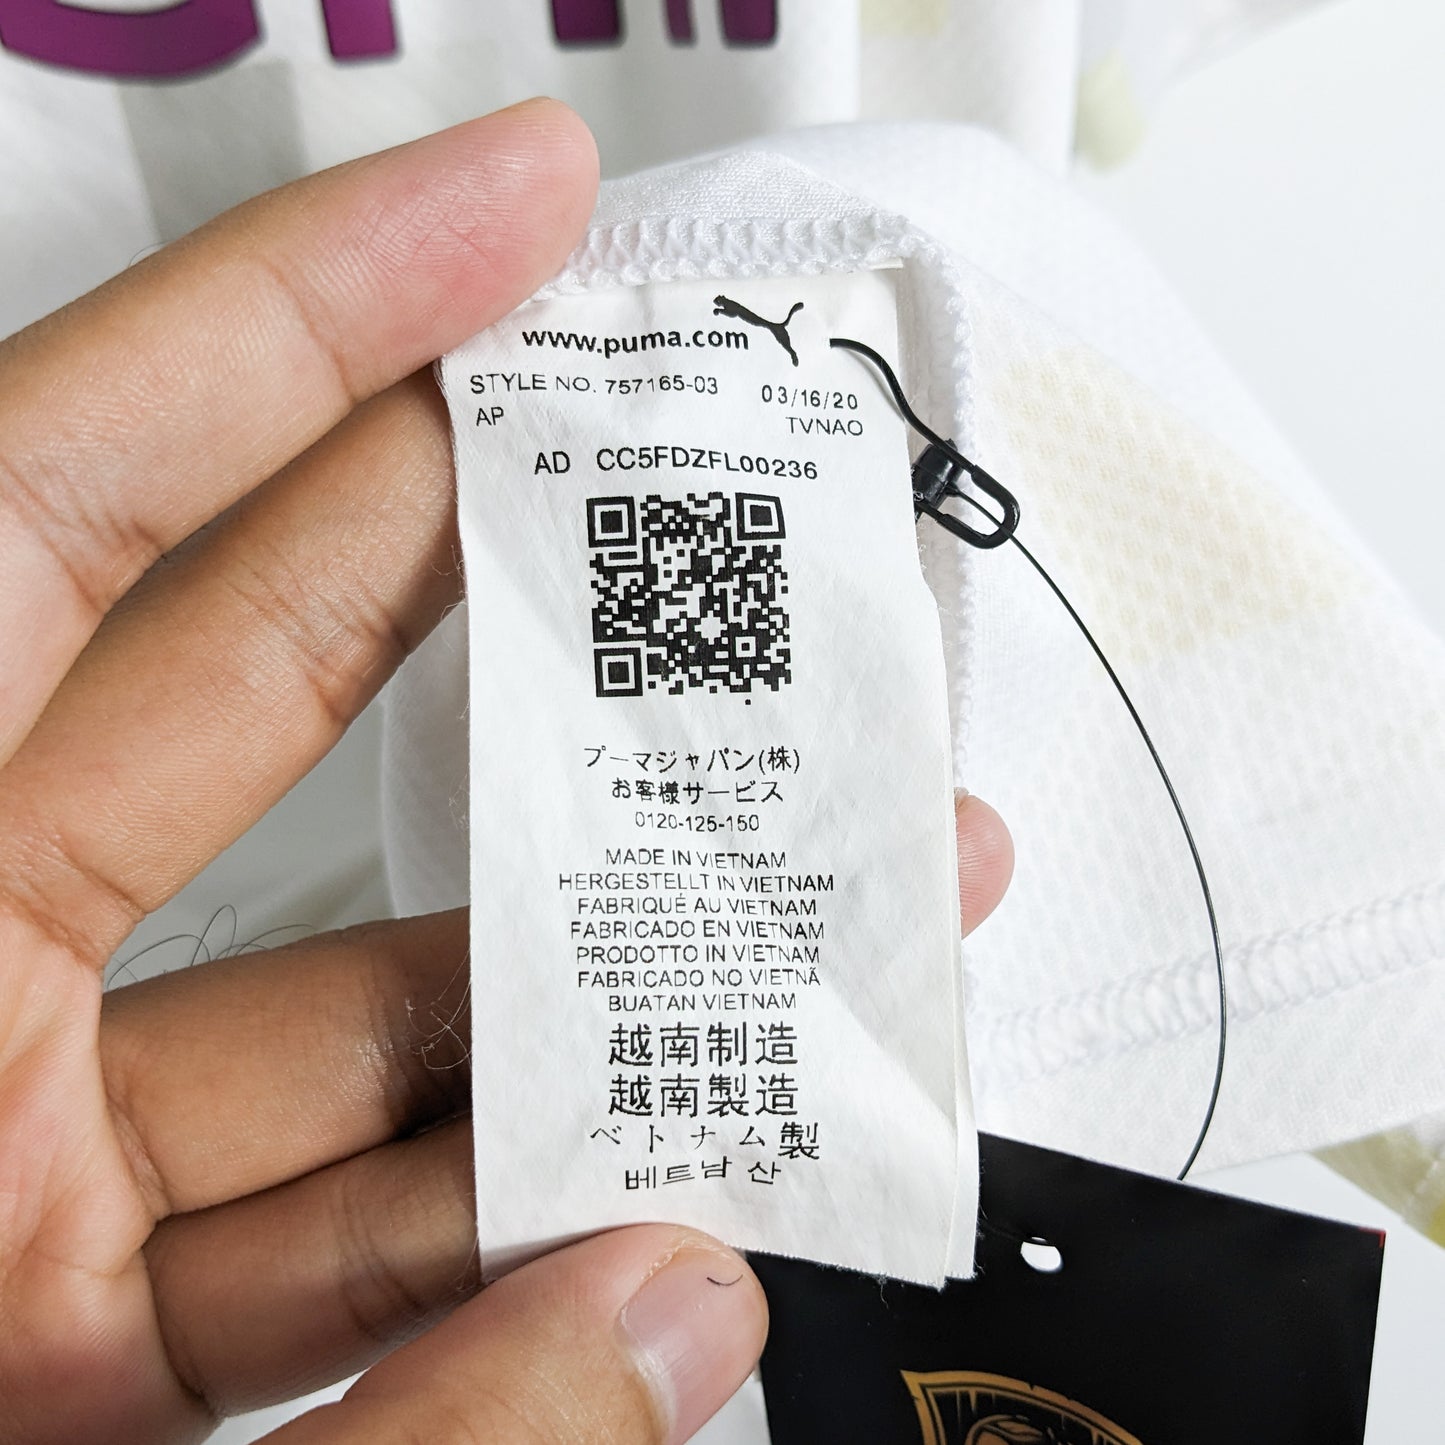 www.puma.com
STYLE NO. 757165-03 03/16/20
AP TVNAO
AD CC5FDZFL00236
プーマジャパン(株)
お客様サービス
0120-125-150
MADE IN VIETNAM
HERGESTELLT IN VIETNAM
FABRIQUÉ AU VIETNAM
FABRICADO EN VIETNAM
PRODOTTO IN VIETNAM
FABRICADO NO VIETNÃ
BUATAN VIETNAM
越南制造
越南製造
ベトナム製
베트남 산